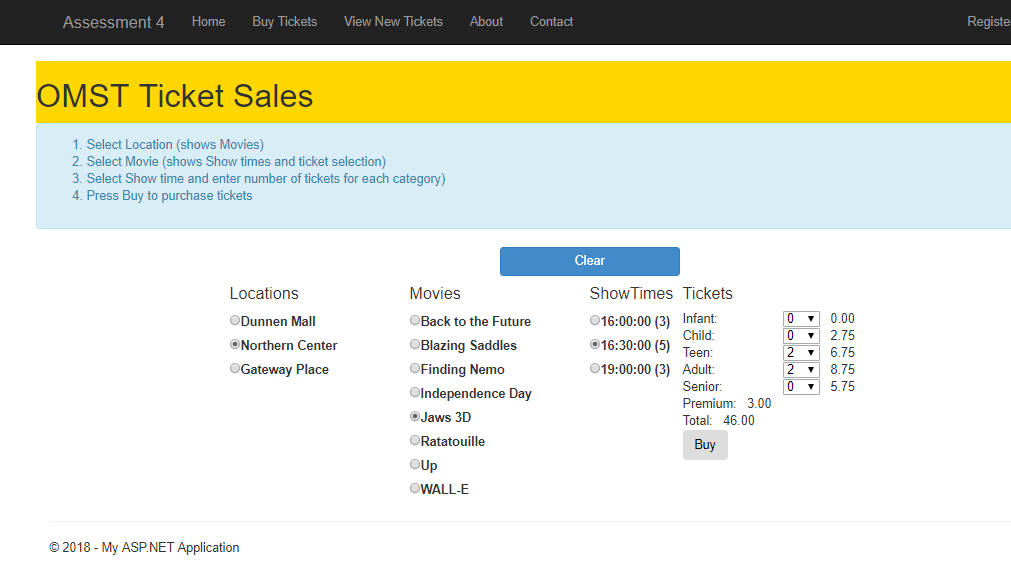 Assessment 4 Home Buy Tickets View New Tickets About Contact Registe
OMST Ticket Sales
1. Select Location (shows Movies)
2. Select Movie (shows Show times and ticket selection)
3. Select Show time and enter number of tickets for each category)
4. Press Buy to purchase tickets
Clear
Locations
Dunnen Mall
Northern Center
Gateway Place
Movies
Back to the Future
Blazing Saddles
Finding Nemo
Independence Day
Jaws 3D
Ratatouille
Up
WALL-E
ShowTimes
16:00:00 (3)
16:30:00 (5)
19:00:00 (3)
Tickets
Infant: 0 0.00
Child: 0 2.75
Teen: 2 6.75
Adult: 2 8.75
Senior: 0 5.75
Premium: 3.00
Total: 46.00
Buy
© 2018 - My ASP.NET Application